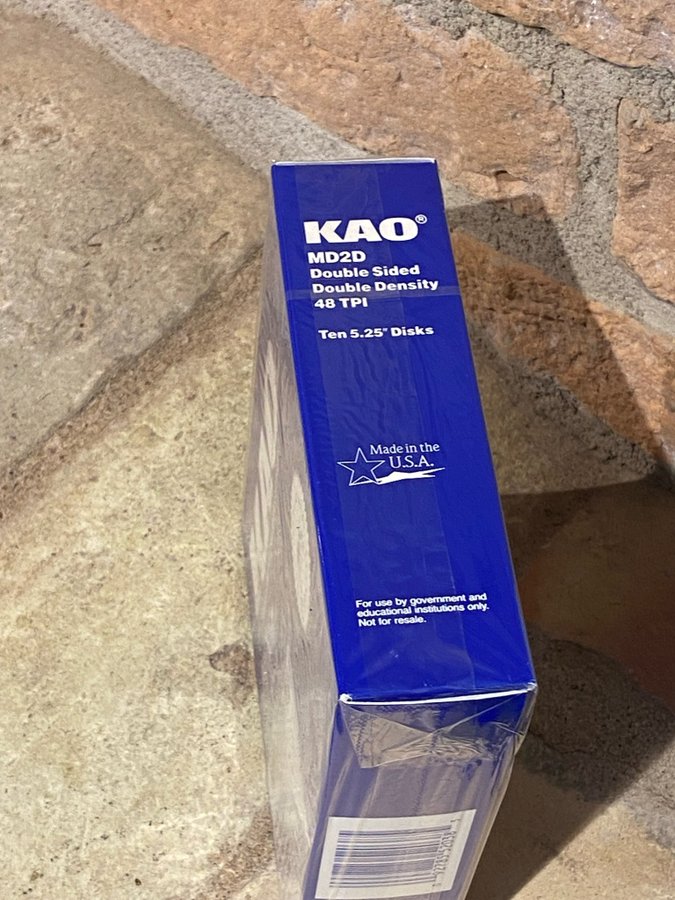 KAO®
MD2D
Double Sided
Double Density
48 TPI
Ten 5.25" Disks
Made in the
U.S.A.
For use by government and
educational institutions only.
Not for resale.